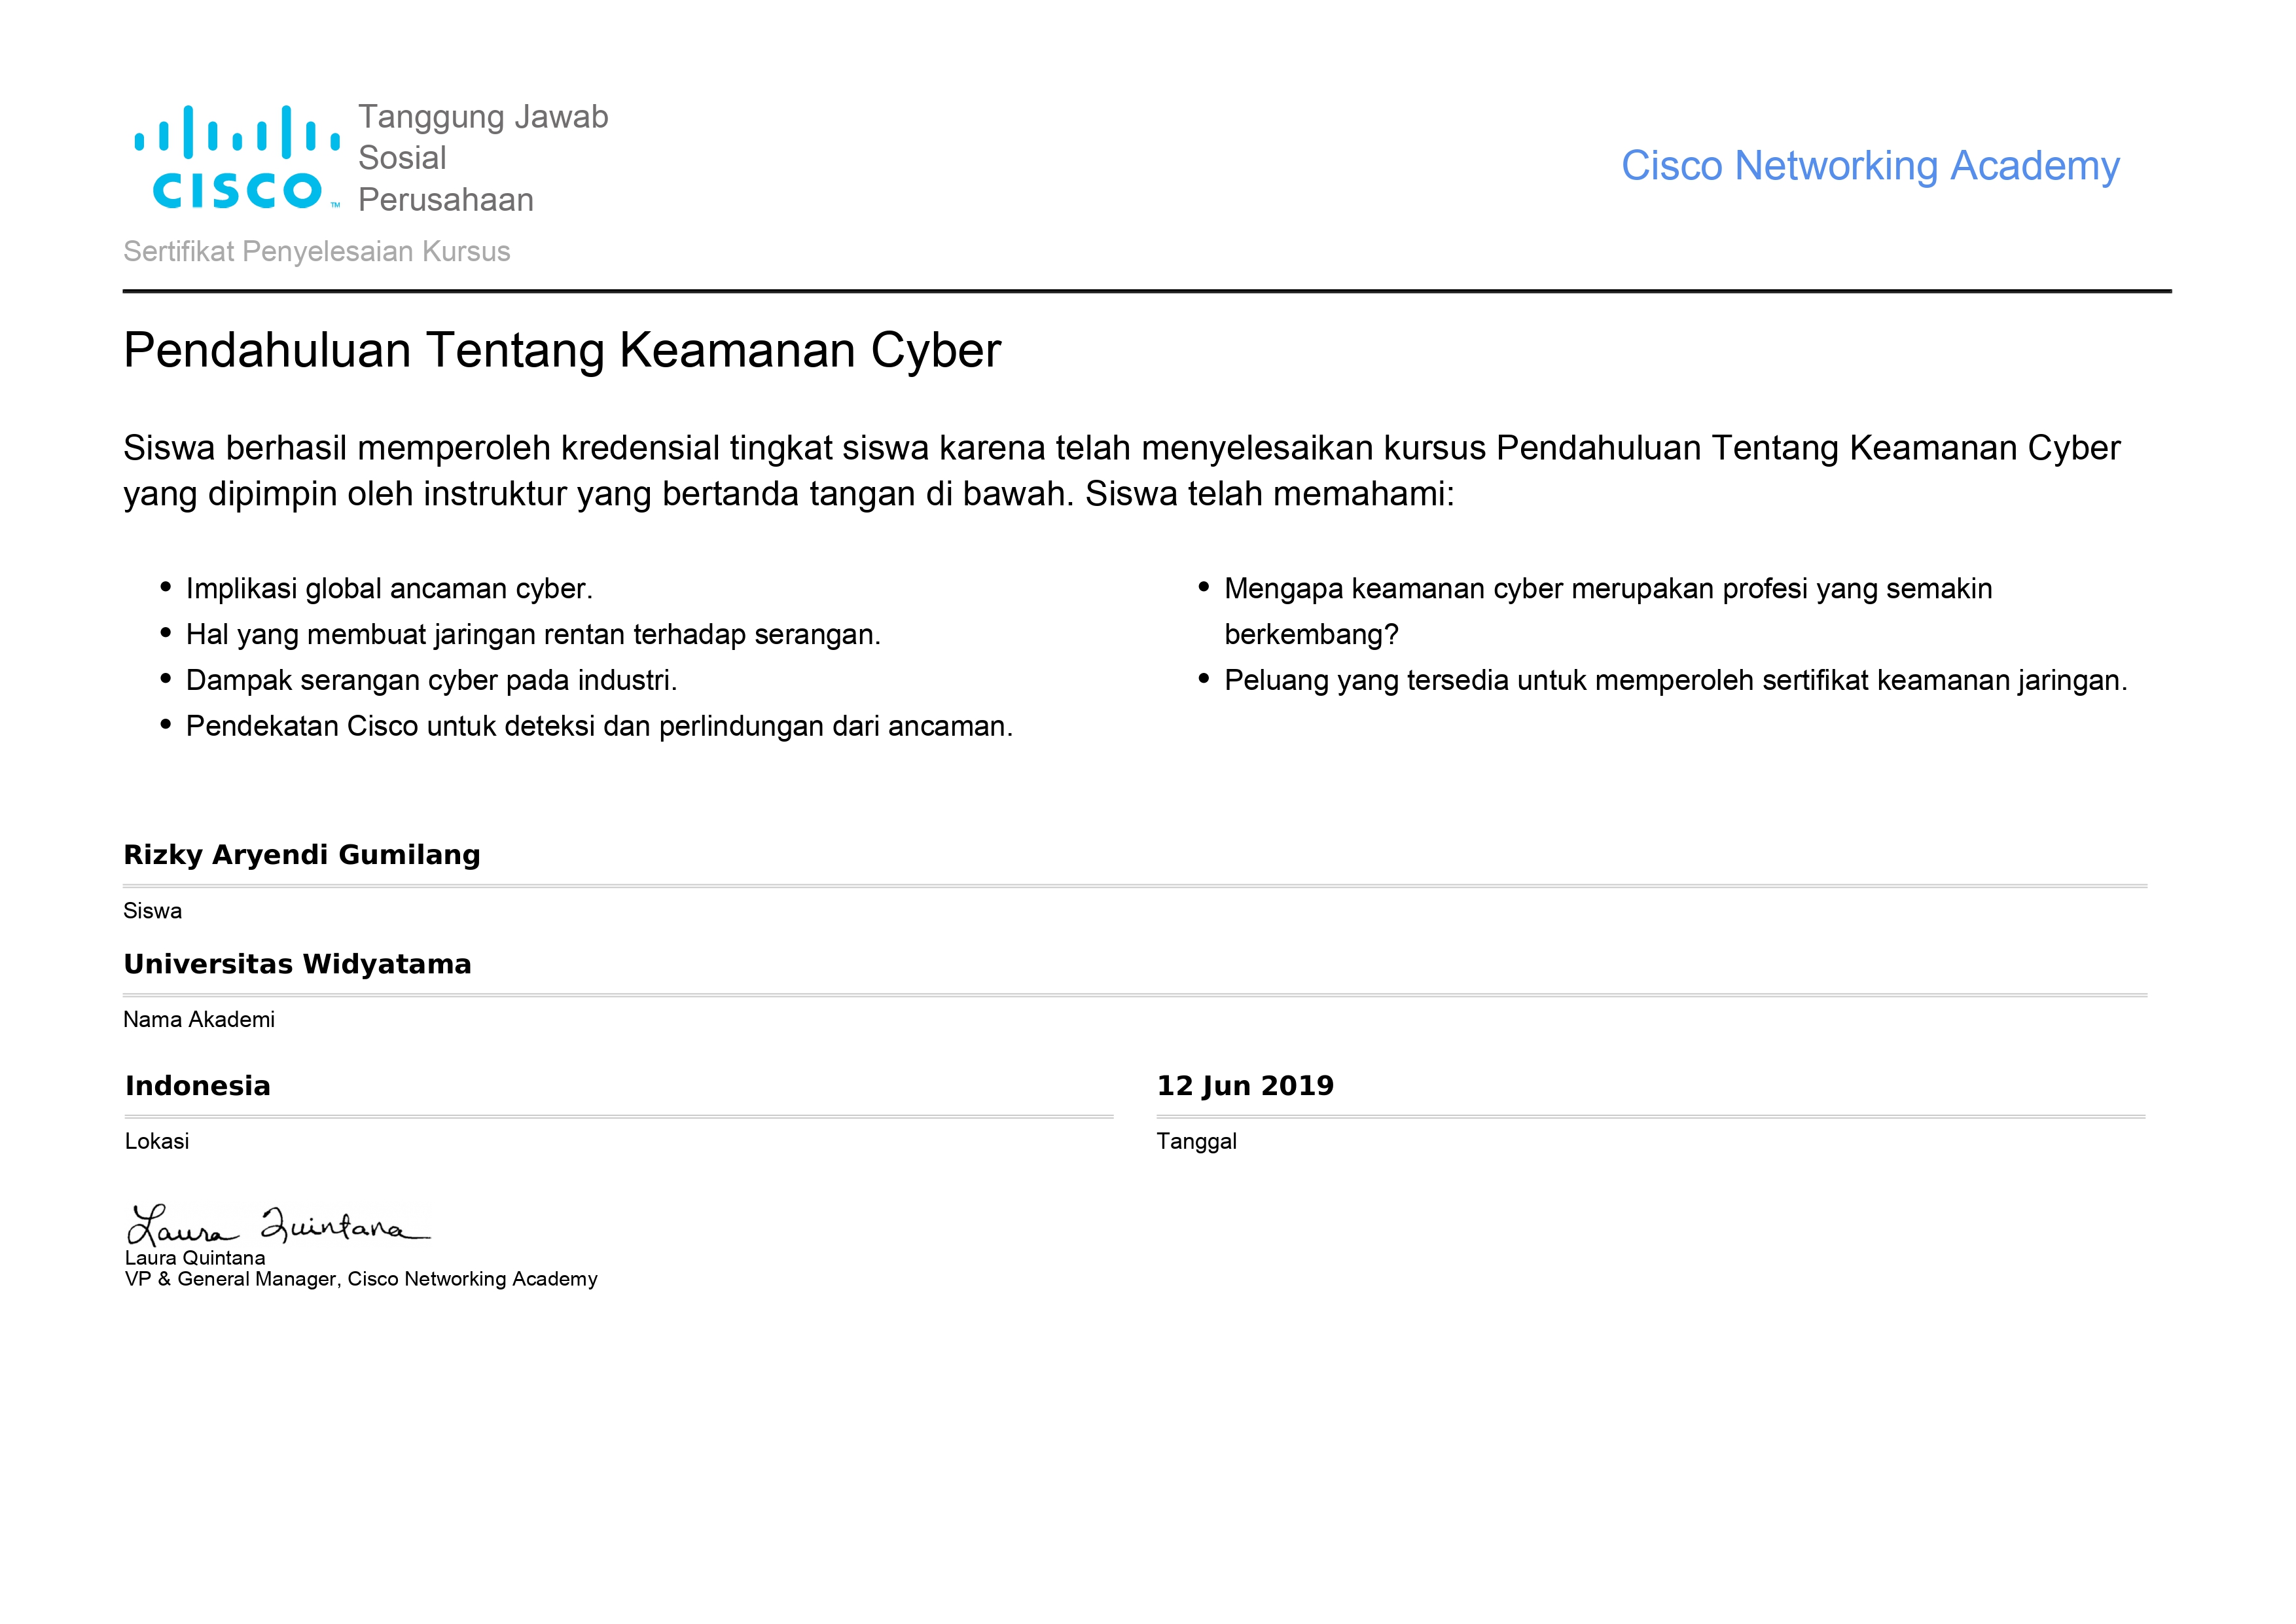 Tanggung Jawab
Sosial
Perusahaan
CISCO™
Cisco Networking Academy
Sertifikat Penyelesaian Kursus
Pendahuluan Tentang Keamanan Cyber
Siswa berhasil memperoleh kredensial tingkat siswa karena telah menyelesaikan kursus Pendahuluan Tentang Keamanan Cyber
yang dipimpin oleh instruktur yang bertanda tangan di bawah. Siswa telah memahami:
• Implikasi global ancaman cyber.
• Hal yang membuat jaringan rentan terhadap serangan.
• Dampak serangan cyber pada industri.
• Pendekatan Cisco untuk deteksi dan perlindungan dari ancaman.
• Mengapa keamanan cyber merupakan profesi yang semakin
berkembang?
• Peluang yang tersedia untuk memperoleh sertifikat keamanan jaringan.
Rizky Aryendi Gumilang
Siswa
Universitas Widyatama
Nama Akademi
Indonesia
Lokasi
12 Jun 2019
Tanggal
Laura Quintana
Laura Quintana
VP & General Manager, Cisco Networking Academy